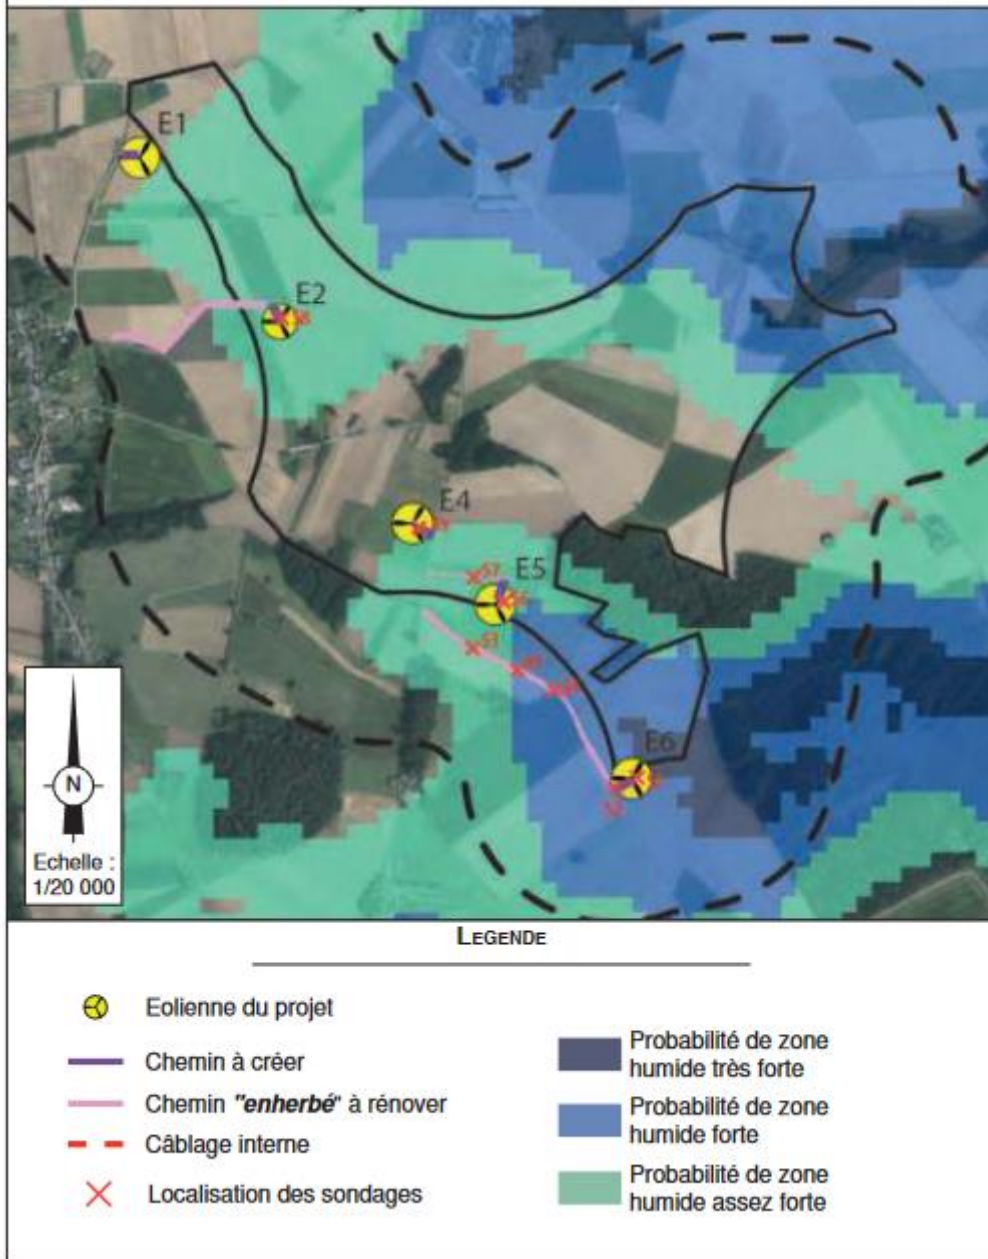 E1
E2
E4
S7
E5
E6
N
Echelle :
1/20 000
LEGENDE
Eolienne du projet
Chemin à créer
Chemin "enherbé" à rénover
Câblage interne
Localisation des sondages
Probabilité de zone
humide très forte
Probabilité de zone
humide forte
Probabilité de zone
humide assez forte